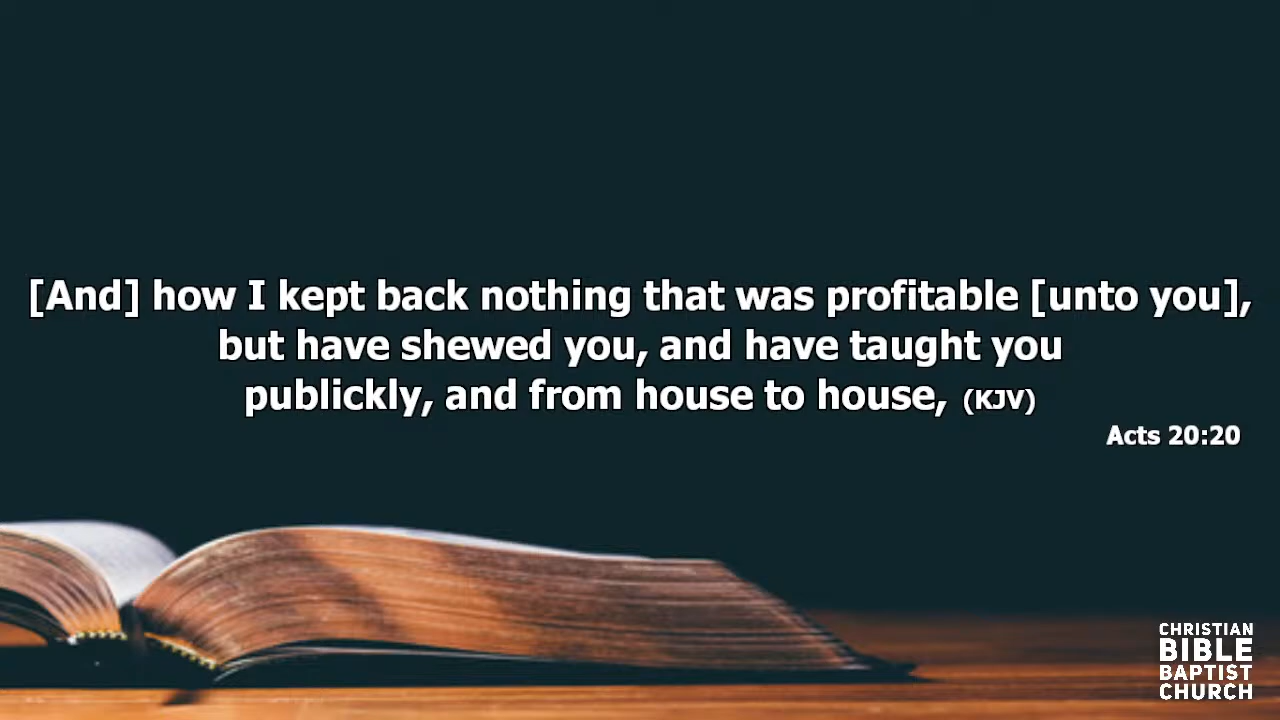 [And] how I kept back nothing that was profitable [unto you],
but have shewed you, and have taught you
publickly, and from house to house, (KJV)
Acts 20:20
CHRISTIAN
BIBLE
BAPTIST
CHURCH